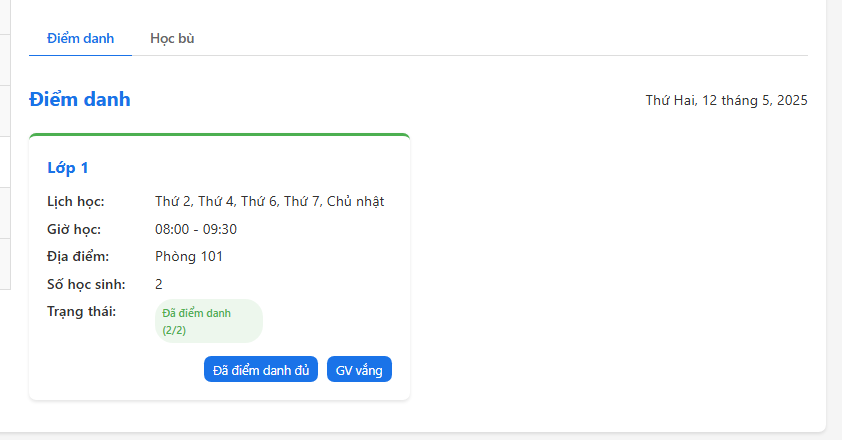 Điểm danh Học bù
Điểm danh
Thứ Hai, 12 tháng 5, 2025
Lớp 1
Lịch học: Thứ 2, Thứ 4, Thứ 6, Thứ 7, Chủ nhật
Giờ học: 08:00 - 09:30
Địa điểm: Phòng 101
Số học sinh: 2
Trạng thái: Đã điểm danh
(2/2)
Đã điểm danh đủ GV vắng